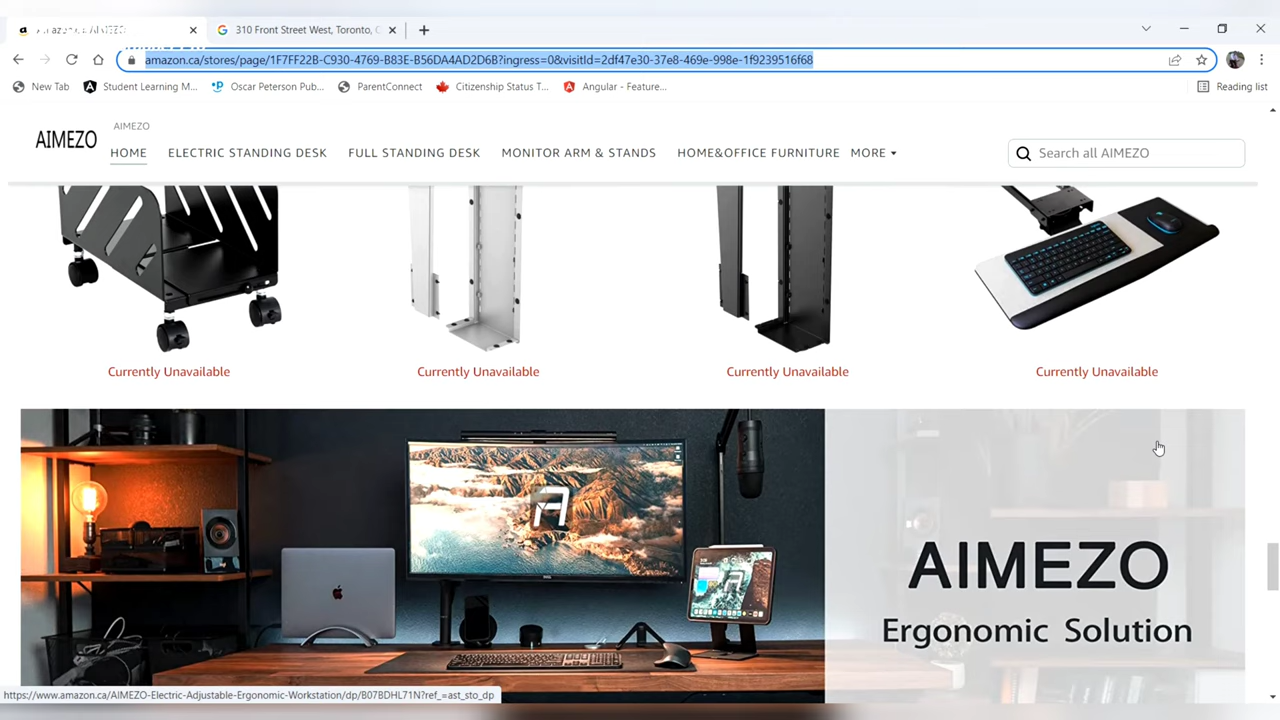 310 Front Street West, Toronto,
amazon.ca/stores/page/1F7FF22B-C930-4769-B83E-B56DA4AD2D6B?ingress=0&visitId=2df47e30-37e8-469e-998e-1f9239516f68
New Tab
Student Learning M...
Oscar Peterson Pub...
ParentConnect
Citizenship Status T...
Angular - Feature...
Reading list
AIMEZO
AIMEZO
HOME ELECTRIC STANDING DESK FULL STANDING DESK MONITOR ARM & STANDS HOME&OFFICE FURNITURE MORE
Search all AIMEZO
Currently Unavailable Currently Unavailable Currently Unavailable Currently Unavailable
AIMEZO
Ergonomic Solution
https://www.amazon.ca/AIMEZO-Electric-Adjustable-Ergonomic-Workstation/dp/B07BDHL71N?ref_=ast_sto_dp